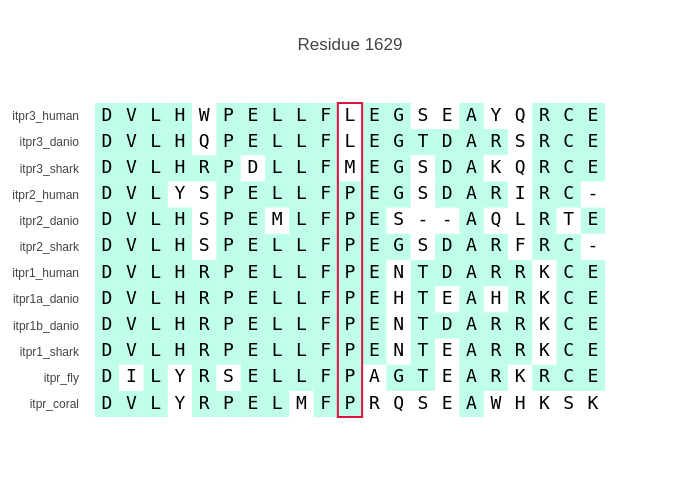 Residue 1629
itpr3_human D V L H W P E L L F L E G S E A Y Q R C E
itpr3_danio D V L H Q P E L L F L E G T D A R S R C E
itpr3_shark D V L H R P D L L F M E G S D A K Q R C E
itpr2_human D V L Y S P E L L F P E G S D A R I R C -
itpr2_danio D V L H S P E M L F P E S - - A Q L R T E
itpr2_shark D V L H S P E L L F P E G S D A R F R C -
itpr1_human D V L H R P E L L F P E N T D A R R K C E
itpr1a_danio D V L H R P E L L F P E H T E A H R K C E
itpr1b_danio D V L H R P E L L F P E N T D A R R K C E
itpr1_shark D V L H R P E L L F P E N T E A R R K C E
itpr_fly D I L Y R S E L L F P A G T E A R K R C E
itpr_coral D V L Y R P E L M F P R Q S E A W H K S K